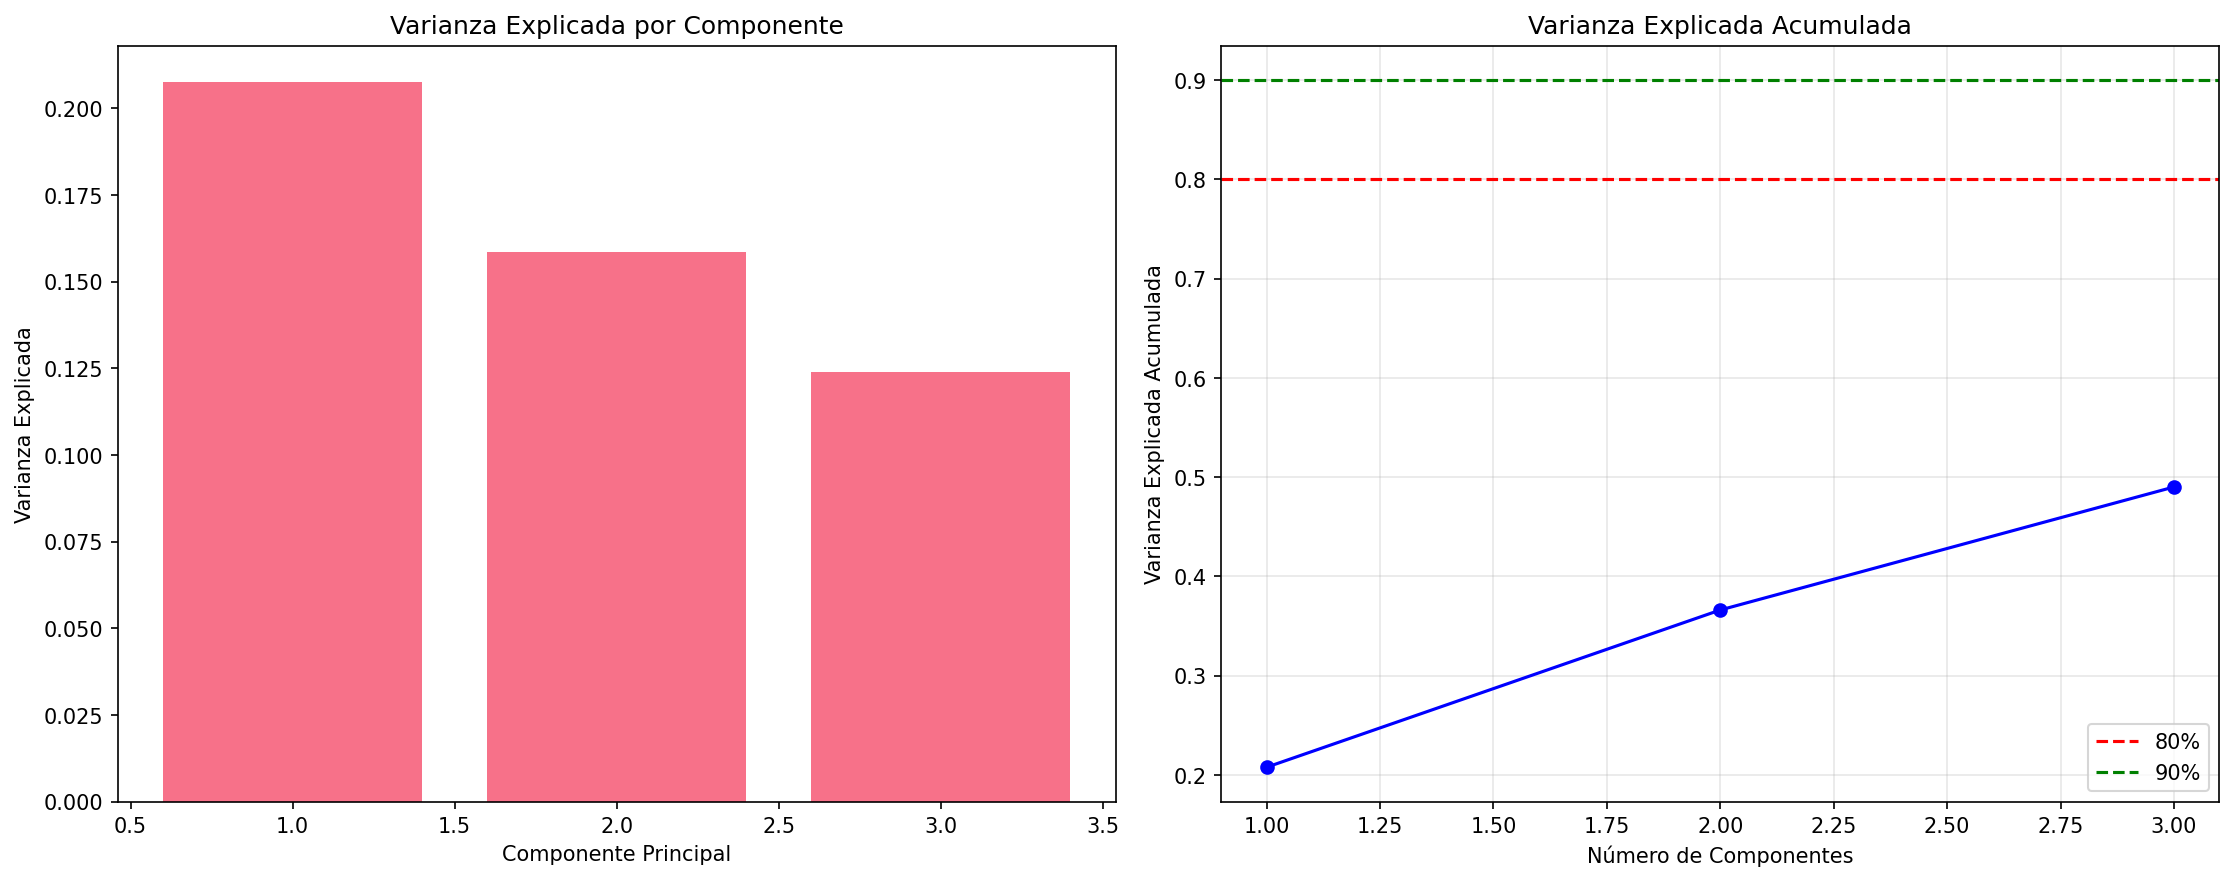 Varianza Explicada por Componente
Varianza Explicada
0.200
0.175
0.150
0.125
0.100
0.075
0.050
0.025
0.000
0.5 1.0 1.5 2.0 2.5 3.0 3.5
Componente Principal
Varianza Explicada Acumulada
Varianza Explicada Acumulada
0.9
0.8
0.7
0.6
0.5
0.4
0.3
0.2
80%
90%
1.00 1.25 1.50 1.75 2.00 2.25 2.50 2.75 3.00
Número de Componentes